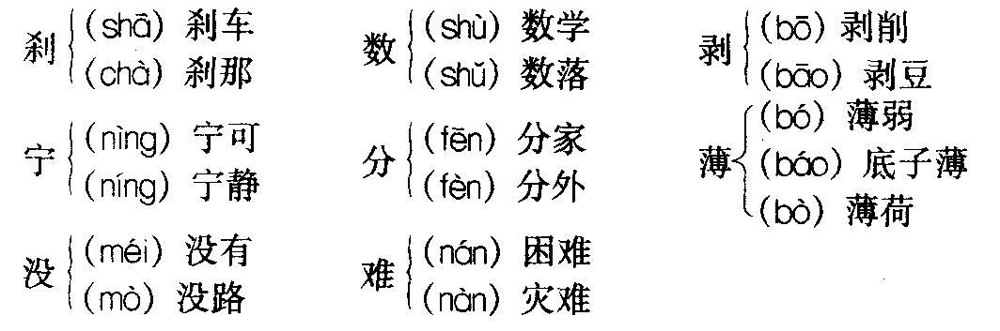 刹 (shā) 刹车
(chà) 刹那
数 (shù) 数学
(shǔ) 数落
剥 (bō) 剥削
(bāo) 剥豆
宁 (nìng) 宁可
(níng) 宁静
分 (fēn) 分家
(fèn) 分外
薄 (bó) 薄弱
(báo) 底子薄
(bò) 薄荷
没 (méi) 没有
(mò) 没路
难 (nán) 困难
(nàn) 灾难